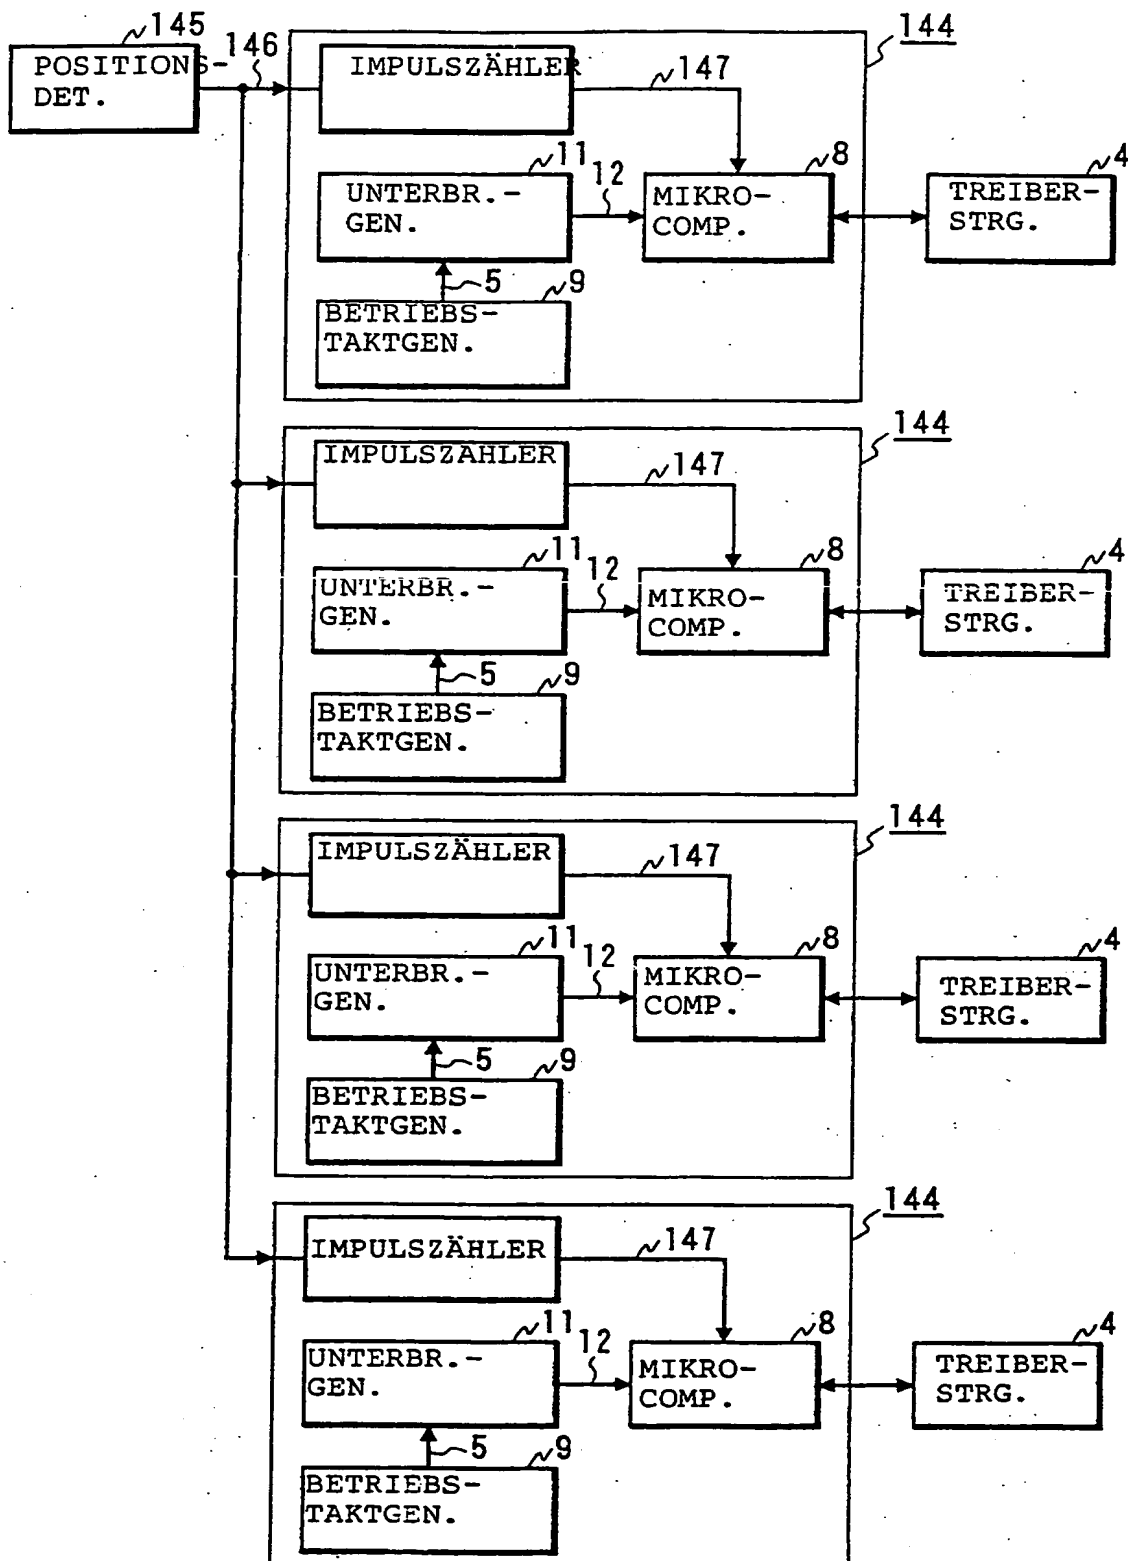 145
146
144
POSITIONS-
DET.
IMPULSZÄHLER
147
11
12
8
4
UNTERBR.-
GEN.
MIKRO-
COMP.
TREIBER-
STRG.
5
9
BETRIEBS-
TAKTGEN.
144
IMPULSZAHLER
147
11
12
8
4
UNTERBR.-
GEN.
MIKRO-
COMP.
TREIBER-
STRG.
5
9
BETRIEBS-
TAKTGEN.
144
IMPULSZÄHLER
147
11
12
8
4
UNTERBR.-
GEN.
MIKRO-
COMP.
TREIBER-
STRG.
5
9
BETRIEBS-
TAKTGEN.
144
IMPULSZÄHLER
147
11
12
8
4
UNTERBR.-
GEN.
MIKRO-
COMP.
TREIBER-
STRG.
5
9
BETRIEBS-
TAKTGEN.